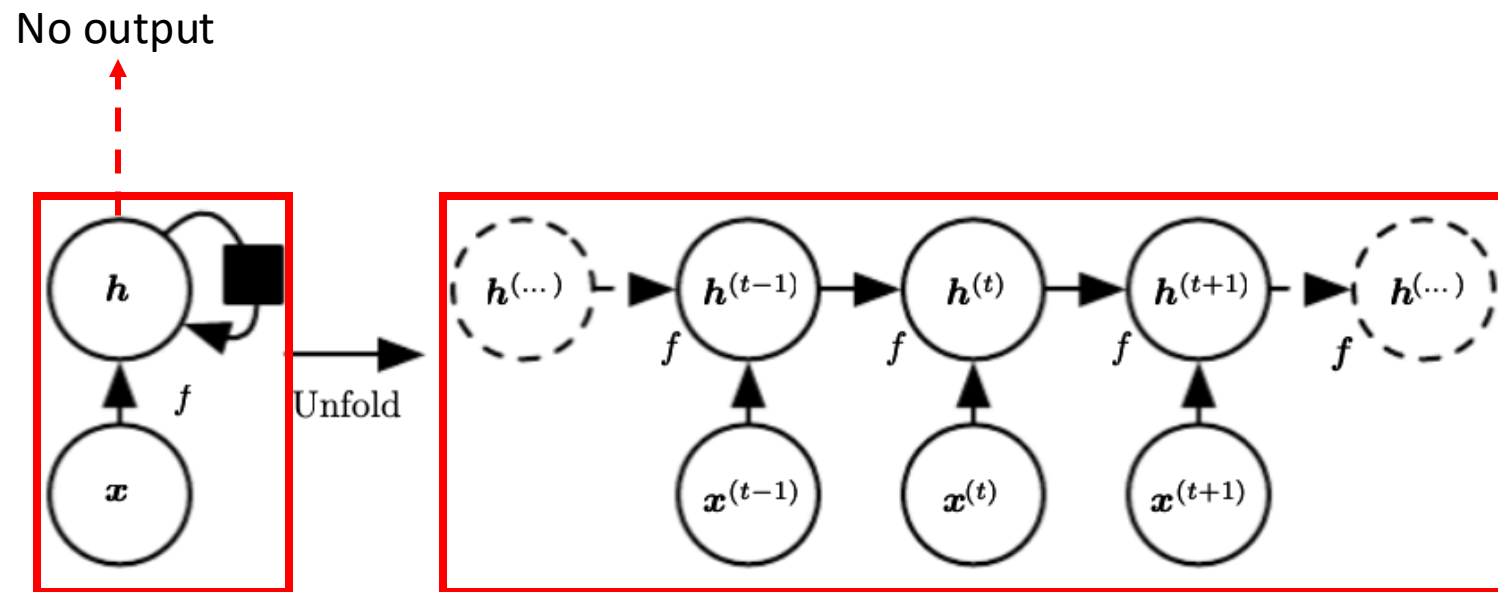 No output
h
f
x
Unfold
h^(...) h^(t−1) h^(t) h^(t+1) h^(...)
f f f f
x^(t−1) x^(t) x^(t+1)